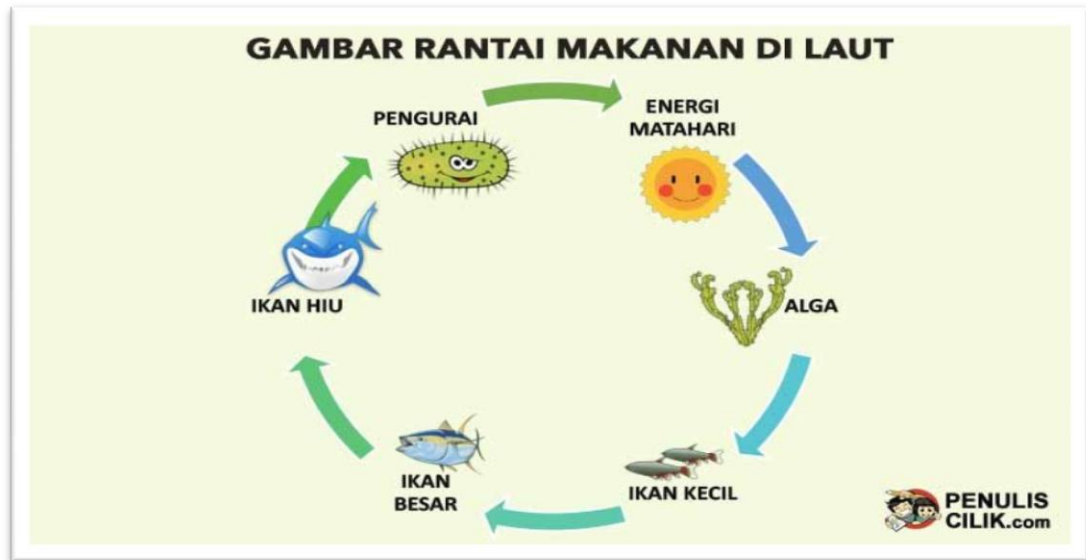 GAMBAR RANTAI MAKANAN DI LAUT
PENGURAI
ENERGI
MATAHARI
ALGA
IKAN KECIL
IKAN
BESAR
IKAN HIU
PENULIS
CILIK.com